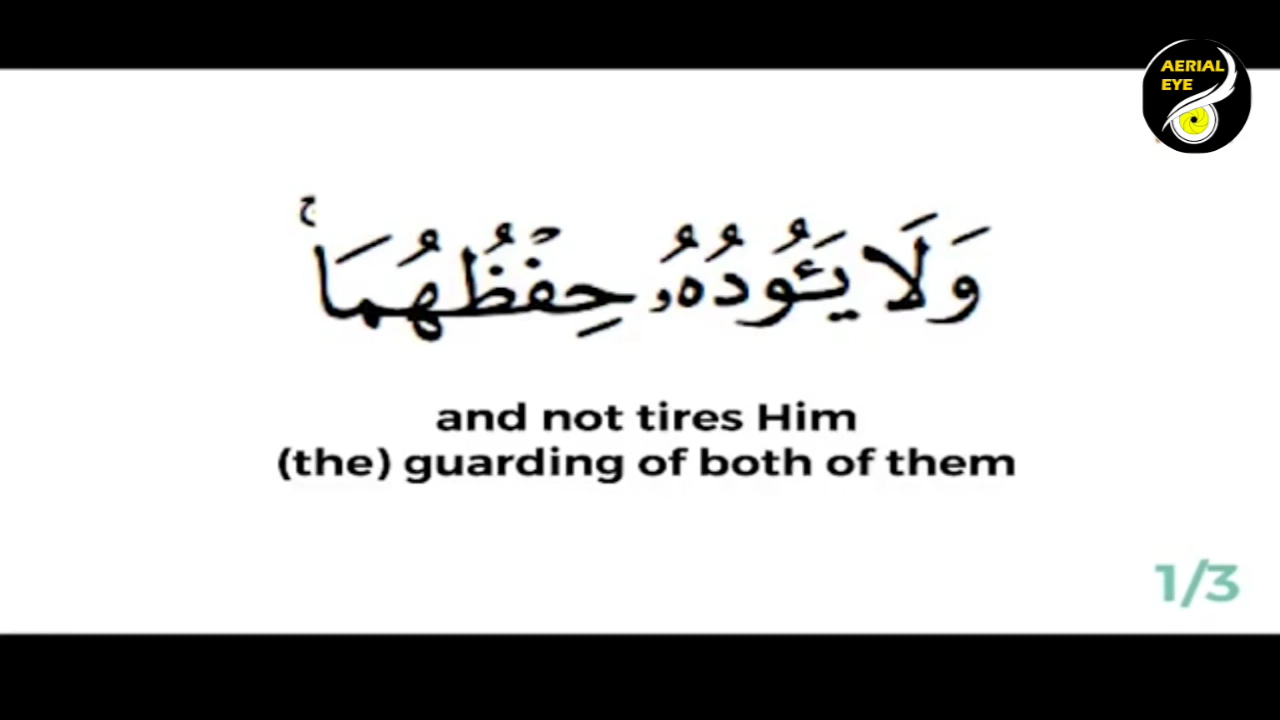 AERIAL
EYE
وَلَا يَـُٔودُهُۥ حِفْظُهُمَا ۚ
and not tires Him
(the) guarding of both of them
1/3